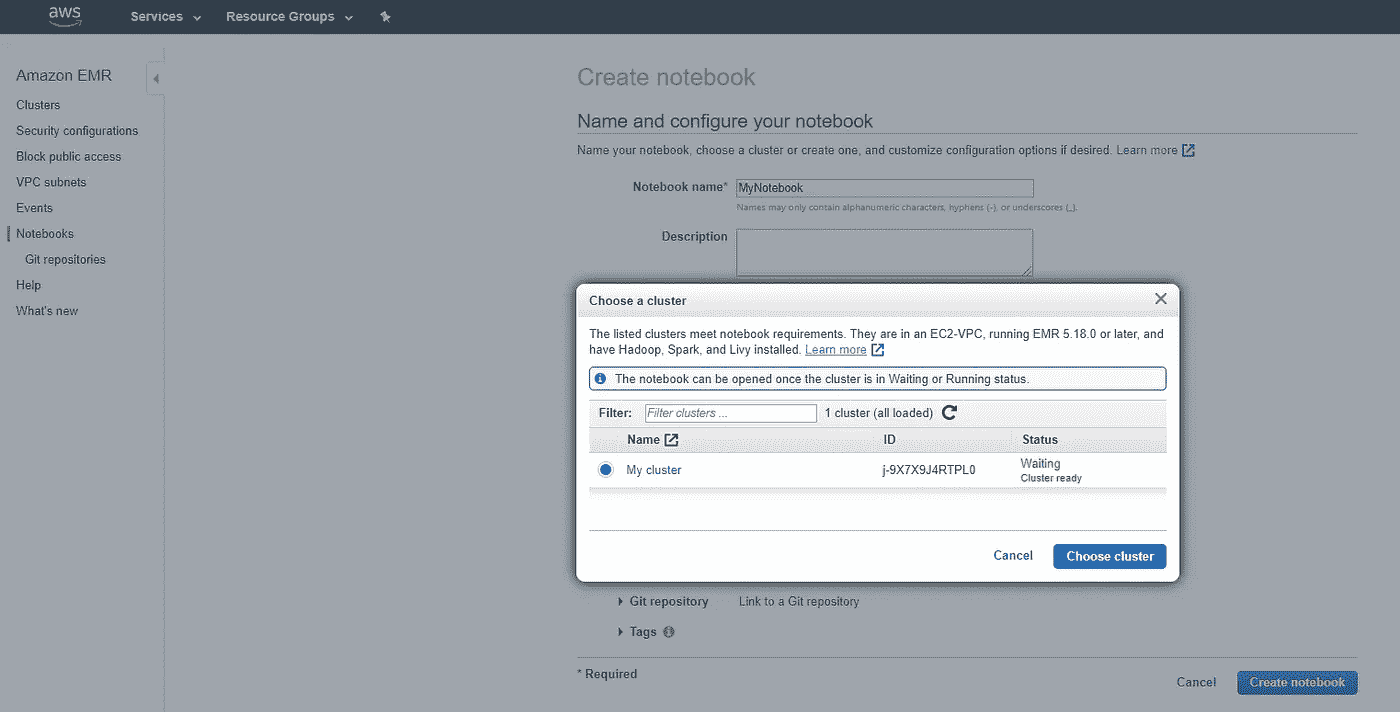 aws Services Resource Groups
Amazon EMR
Clusters
Security configurations
Block public access
VPC subnets
Events
Notebooks
Git repositories
Help
What's new
Create notebook
Name and configure your notebook
Name your notebook, choose a cluster or create one, and customize configuration options if desired. Learn more
Notebook name* MyNotebook
Names may only contain alphanumeric characters, hyphens (-), or underscores (_).
Description
Choose a cluster
The listed clusters meet notebook requirements. They are in an EC2-VPC, running EMR 5.18.0 or later, and
have Hadoop, Spark, and Livy installed. Learn more
The notebook can be opened once the cluster is in Waiting or Running status.
Filter: Filter clusters ... 1 cluster (all loaded)
Name ID Status
My cluster j-9X7X9J4RTPL0 Waiting
Cluster ready
Cancel Choose cluster
Git repository Link to a Git repository
Tags
* Required
Cancel Create notebook